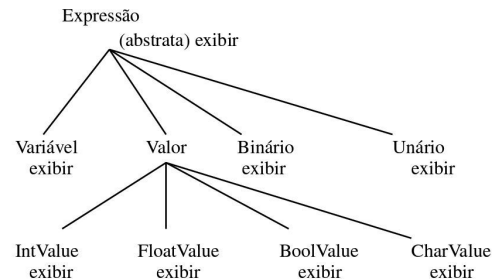 Expressão
(abstrata) exibir
Variável Valor Binário Unário
exibir exibir exibir
IntValue FloatValue BoolValue CharValue
exibir exibir exibir exibir